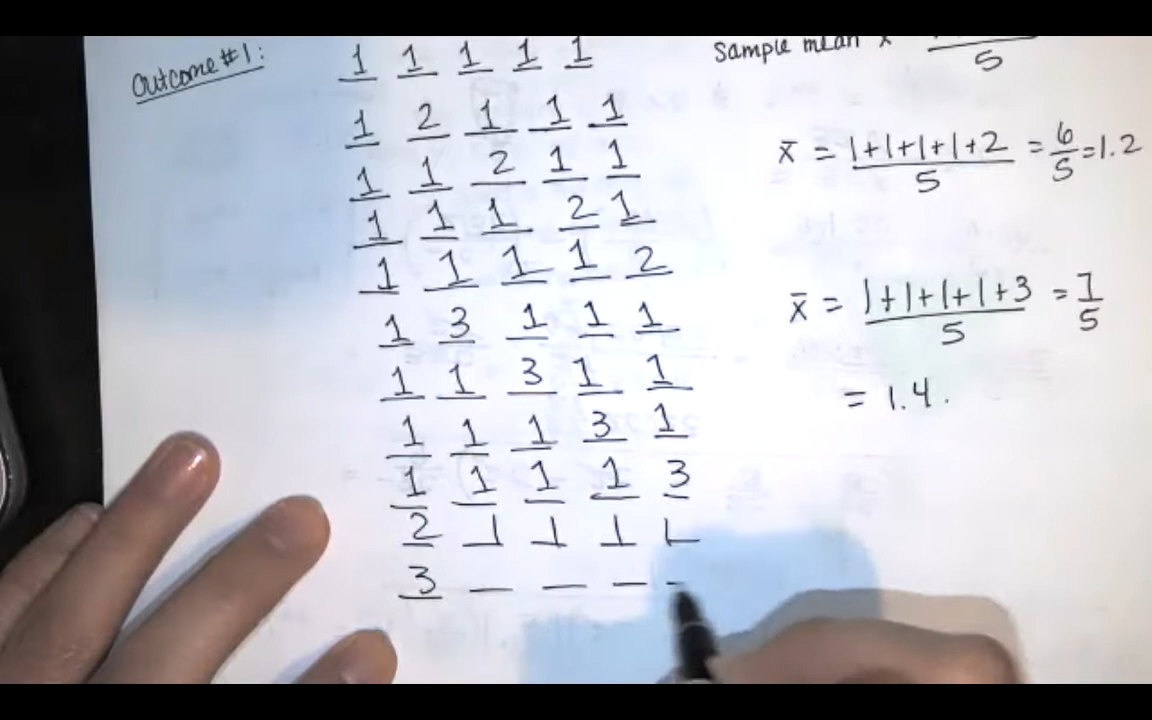 Outcome #1: 1 1 1 1 1
Sample mean x̄ 5
1 2 1 1 1
x̄ = 1+1+1+1+2 / 5 = 6/5 = 1.2
1 1 2 1 1
1 1 1 2 1
1 1 1 1 2
x̄ = 1+1+1+1+3 / 5 = 7/5
1 3 1 1 1
1 1 3 1 1
= 1.4.
1 1 1 3 1
1 1 1 1 3
2 1 1 1 1
3 _ _ _ _